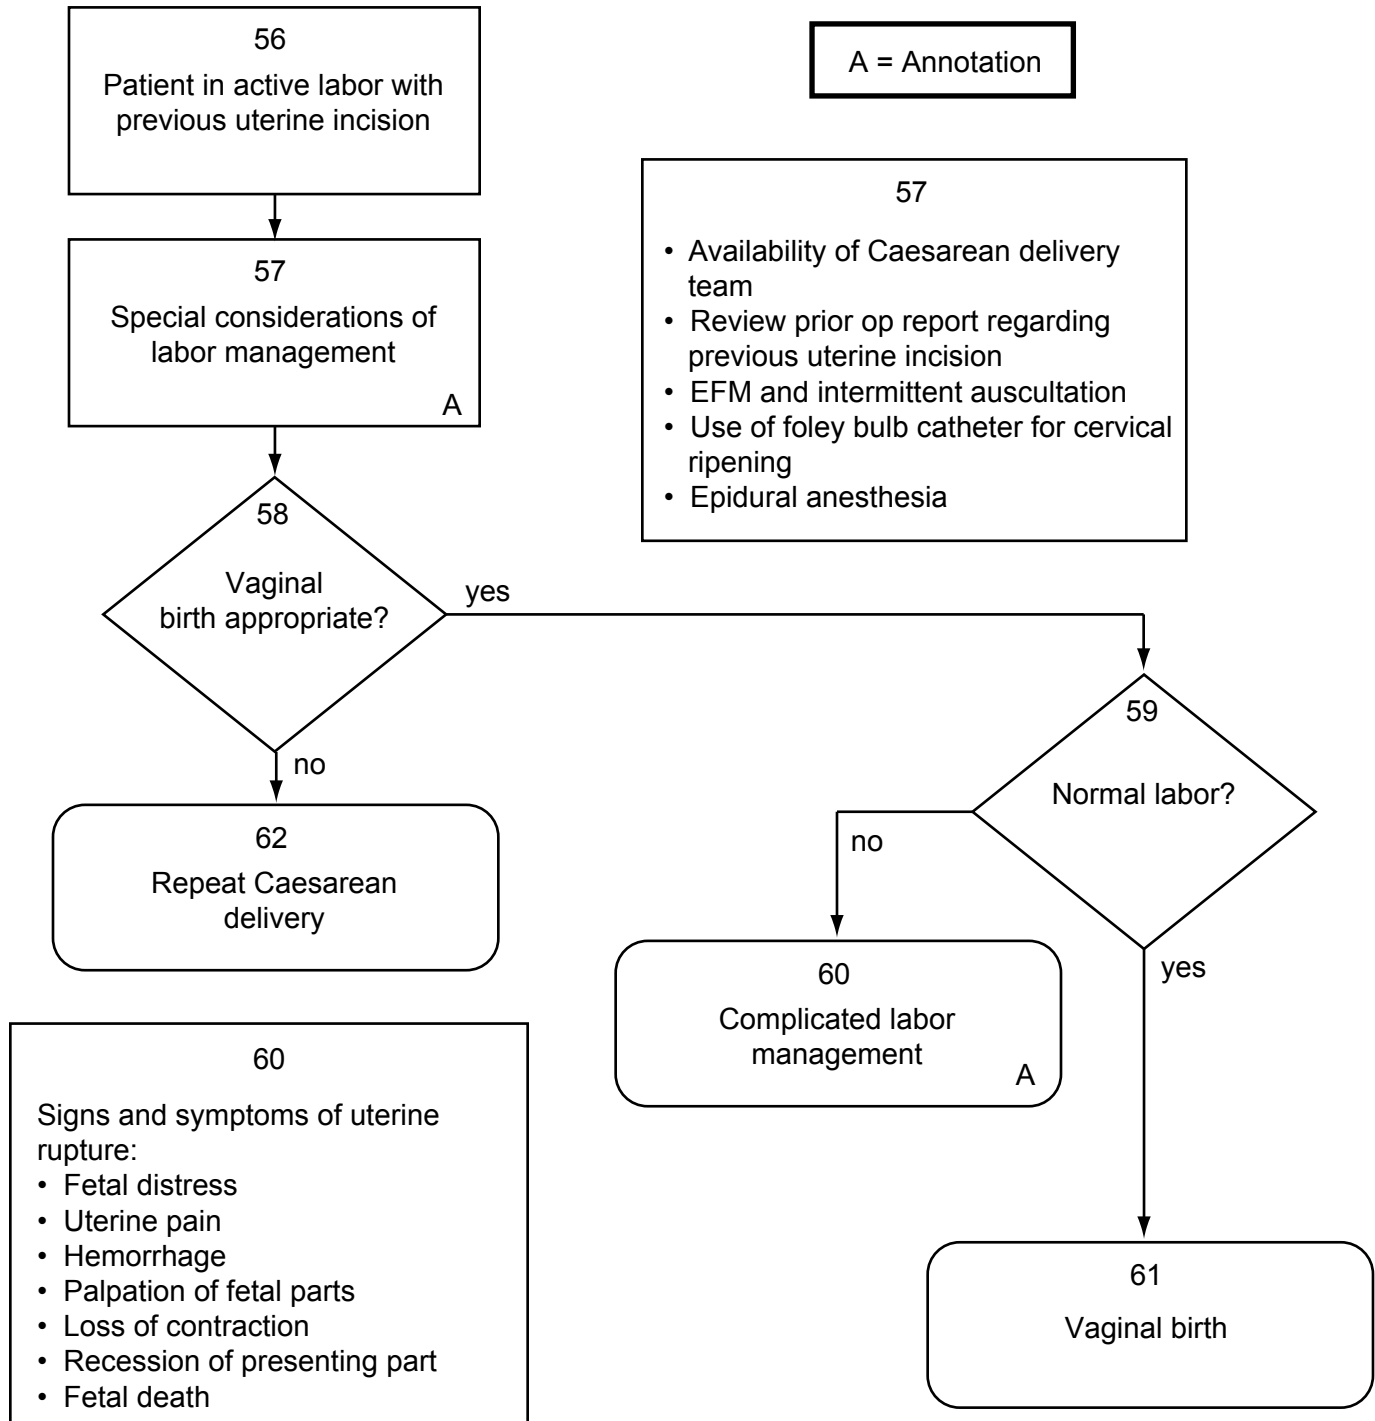 56
Patient in active labor with
previous uterine incision
A = Annotation
57
• Availability of Caesarean delivery
team
• Review prior op report regarding
previous uterine incision
• EFM and intermittent auscultation
• Use of foley bulb catheter for cervical
ripening
• Epidural anesthesia
57
Special considerations of
labor management
A
58
Vaginal
birth appropriate?
yes
no
59
Normal labor?
no
yes
62
Repeat Caesarean
delivery
60
Complicated labor
management
A
60
Signs and symptoms of uterine
rupture:
• Fetal distress
• Uterine pain
• Hemorrhage
• Palpation of fetal parts
• Loss of contraction
• Recession of presenting part
• Fetal death
61
Vaginal birth